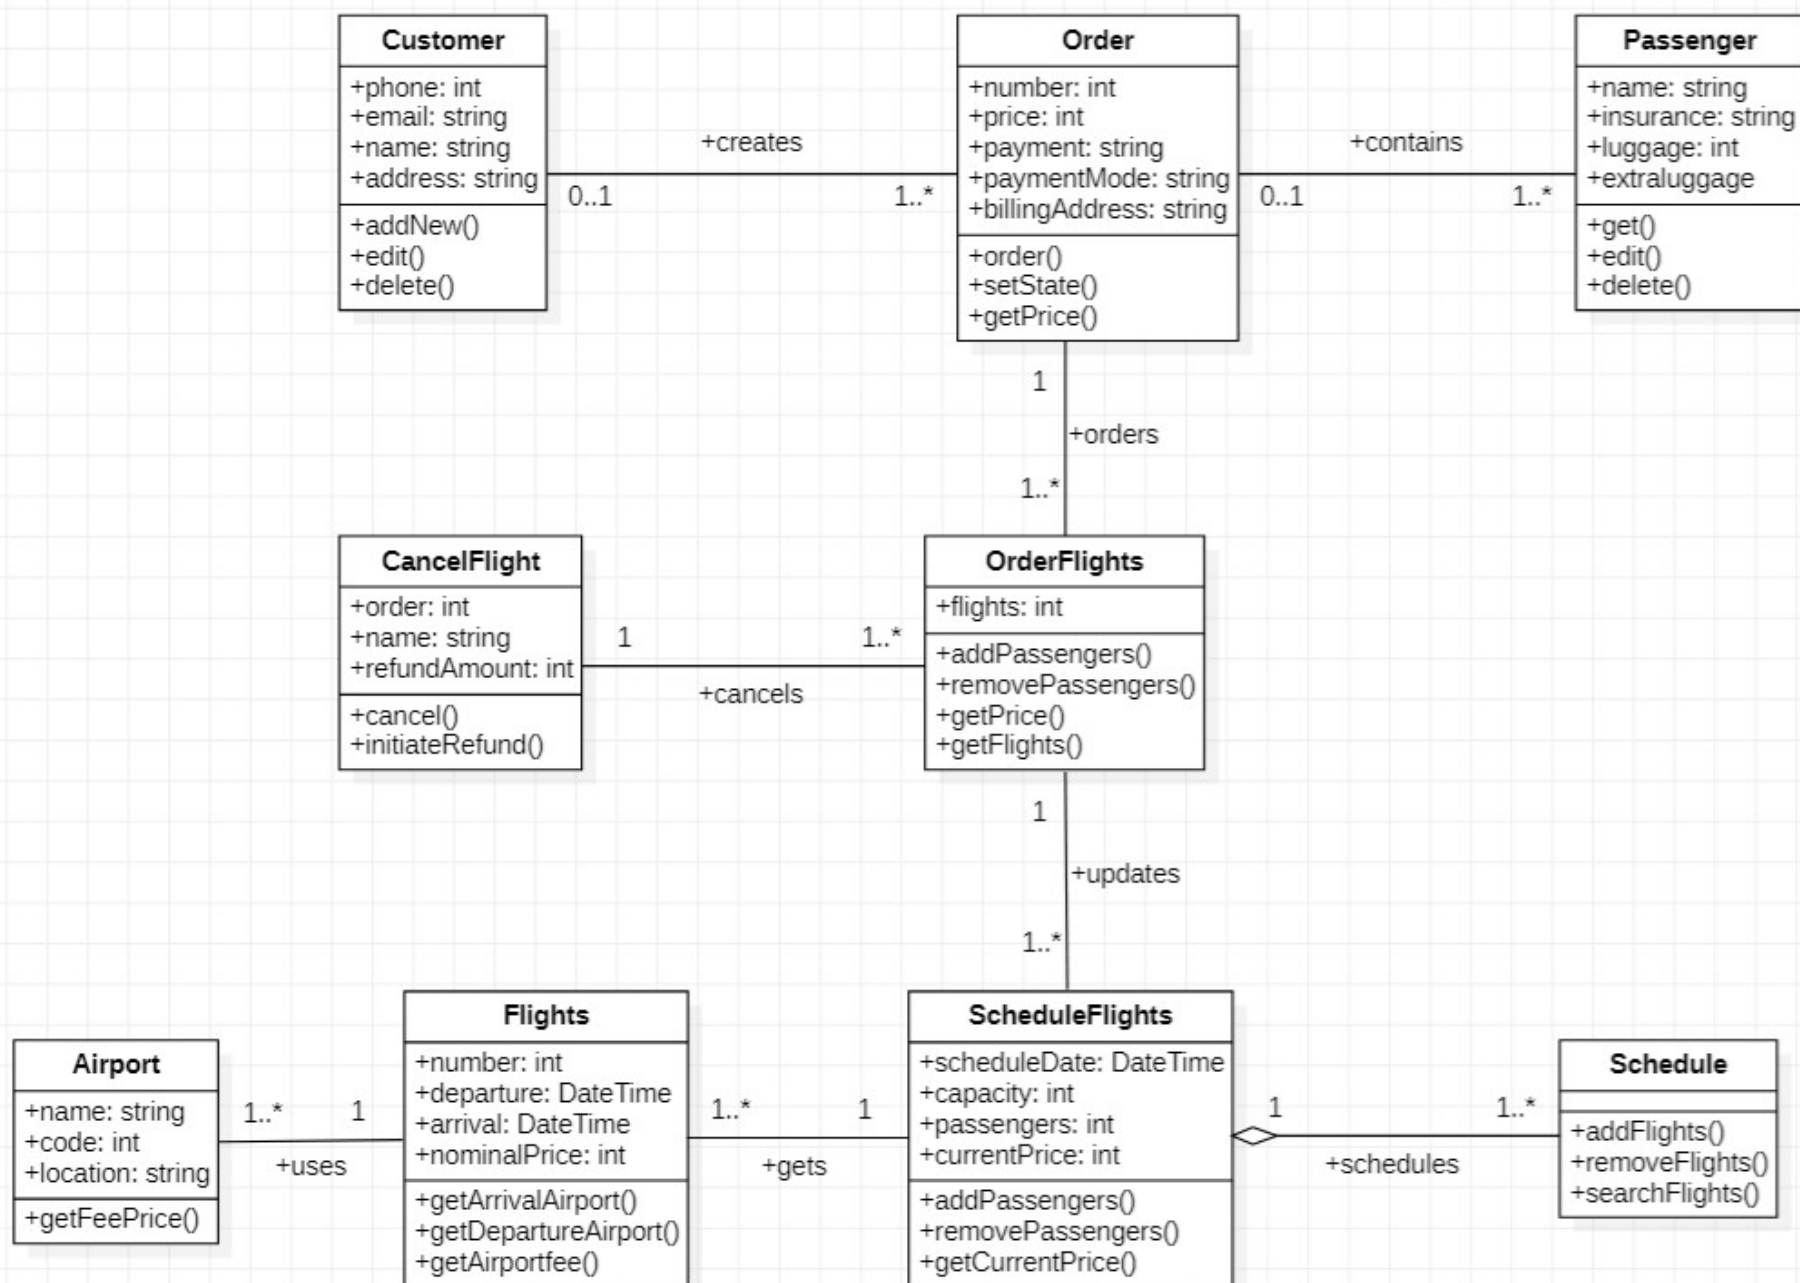 Customer
+phone: int
+email: string
+name: string
+address: string
+addNew()
+edit()
+delete()
+creates
0..1
1..*
Order
+number: int
+price: int
+payment: string
+paymentMode: string
+billingAddress: string
+order()
+setState()
+getPrice()
+contains
0..1
1..*
Passenger
+name: string
+insurance: string
+luggage: int
+extraluggage
+get()
+edit()
+delete()
1
+orders
1..*
CancelFlight
+order: int
+name: string
+refundAmount: int
+cancel()
+initiateRefund()
1
1..*
+cancels
OrderFlights
+flights: int
+addPassengers()
+removePassengers()
+getPrice()
+getFlights()
1
+updates
1..*
Airport
+name: string
+code: int
+location: string
+getFeePrice()
1..*
1
+uses
Flights
+number: int
+departure: DateTime
+arrival: DateTime
+nominalPrice: int
+getArrivalAirport()
+getDepartureAirport()
+getAirportfee()
1..*
1
+gets
ScheduleFlights
+scheduleDate: DateTime
+capacity: int
+passengers: int
+currentPrice: int
+addPassengers()
+removePassengers()
+getCurrentPrice()
1
1..*
+schedules
Schedule
+addFlights()
+removeFlights()
+searchFlights()